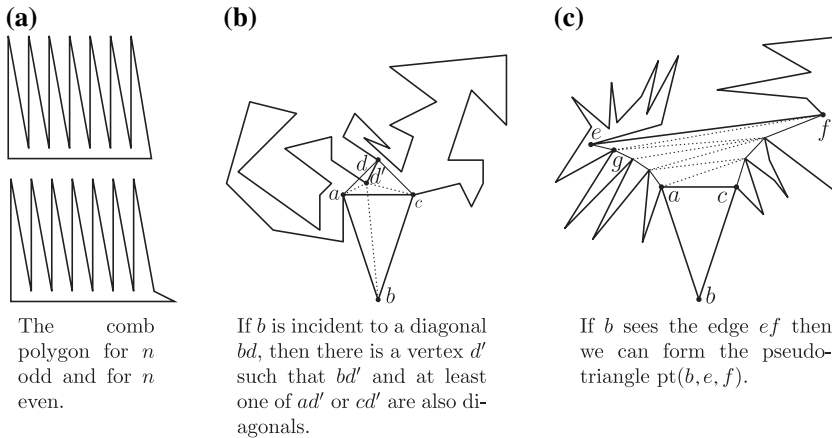 (a)
(b)
(c)
d
d′
a
c
b
e
g
f
a
c
b
The comb
polygon for n
odd and for n
even.
If b is incident to a diagonal
bd, then there is a vertex d′
such that bd′ and at least
one of ad′ or cd′ are also di-
agonals.
If b sees the edge ef then
we can form the pseudo-
triangle pt(b, e, f).